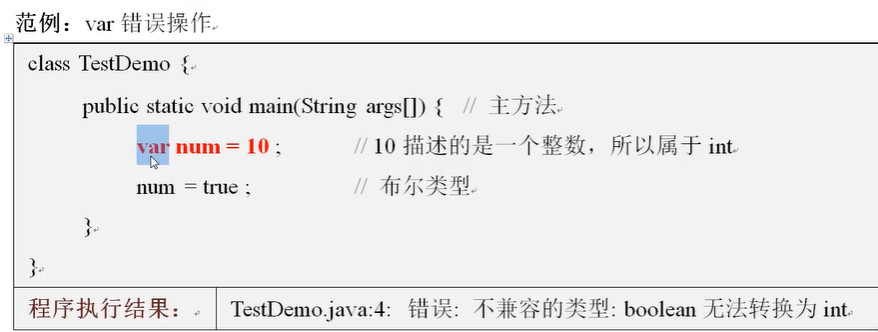 范例：var 错误操作
class TestDemo {
public static void main(String args[]) { // 主方法
var num = 10 ; // 10 描述的是一个整数，所以属于 int
num = true ; // 布尔类型
}
}
程序执行结果： TestDemo.java:4: 错误: 不兼容的类型: boolean 无法转换为 int